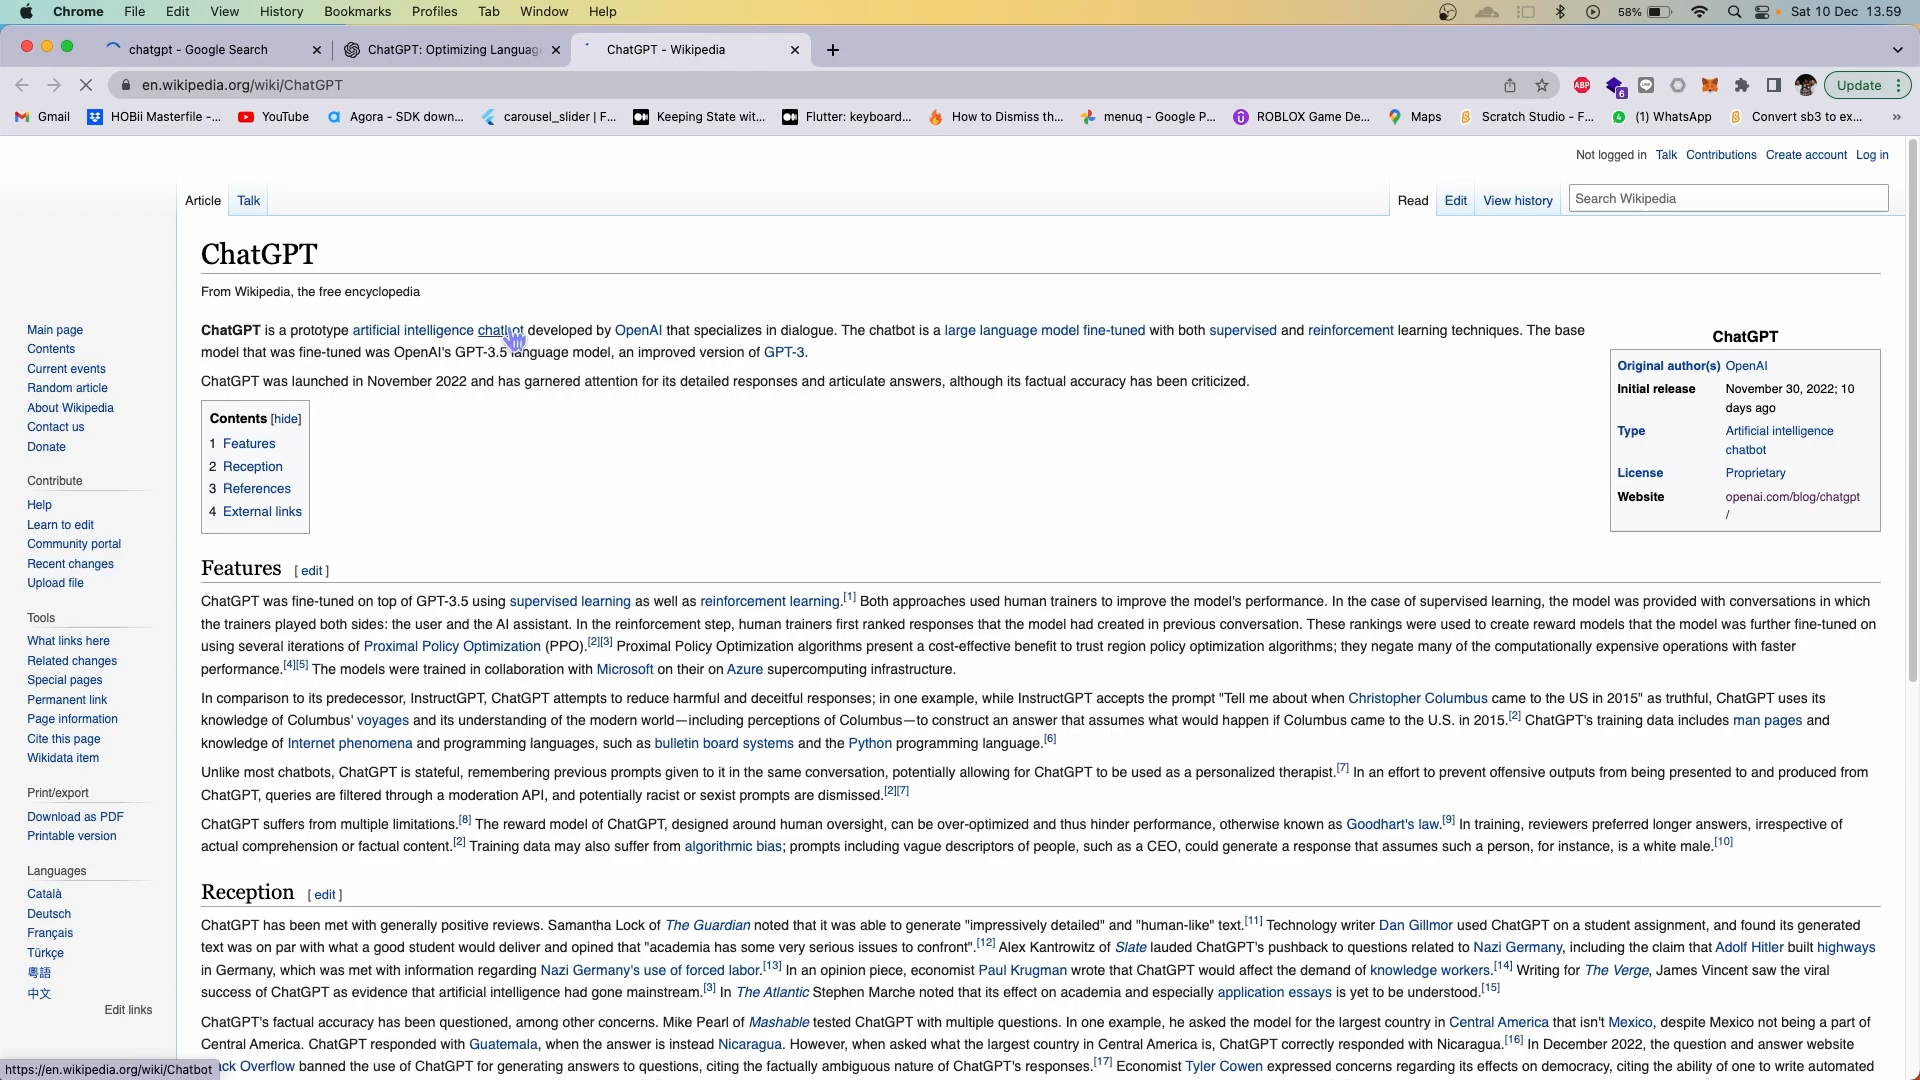 Chrome File Edit View History Bookmarks Profiles Tab Window Help 58% Sat 10 Dec 13.59
chatgpt - Google Search ChatGPT: Optimizing Language ChatGPT - Wikipedia
en.wikipedia.org/wiki/ChatGPT ABP 6 Update
Gmail HOBii Masterfile -... YouTube Agora - SDK down... carousel_slider | F... Keeping State wit... Flutter: keyboard... How to Dismiss th... menuq - Google P... ROBLOX Game De... Maps Scratch Studio - F... (1) WhatsApp Convert sb3 to ex... »
Not logged in Talk Contributions Create account Log in
Article Talk Read Edit View history Search Wikipedia
ChatGPT
From Wikipedia, the free encyclopedia
ChatGPT is a prototype artificial intelligence chatbot developed by OpenAI that specializes in dialogue. The chatbot is a large language model fine-tuned with both supervised and reinforcement learning techniques. The base
model that was fine-tuned was OpenAI's GPT-3.5 language model, an improved version of GPT-3.
ChatGPT was launched in November 2022 and has garnered attention for its detailed responses and articulate answers, although its factual accuracy has been criticized.
ChatGPT
Original author(s) OpenAI
Initial release November 30, 2022; 10
days ago
Type Artificial intelligence
chatbot
License Proprietary
Website openai.com/blog/chatgpt
/
Contents [hide]
1 Features
2 Reception
3 References
4 External links
Main page
Contents
Current events
Random article
About Wikipedia
Contact us
Donate
Contribute
Help
Learn to edit
Community portal
Recent changes
Upload file
Tools
What links here
Related changes
Special pages
Permanent link
Page information
Cite this page
Wikidata item
Print/export
Download as PDF
Printable version
Languages
Català
Deutsch
Français
Türkçe
粵語
中文
Edit links
Features [ edit ]
ChatGPT was fine-tuned on top of GPT-3.5 using supervised learning as well as reinforcement learning.[1] Both approaches used human trainers to improve the model's performance. In the case of supervised learning, the model was provided with conversations in which
the trainers played both sides: the user and the AI assistant. In the reinforcement step, human trainers first ranked responses that the model had created in previous conversation. These rankings were used to create reward models that the model was further fine-tuned on
using several iterations of Proximal Policy Optimization (PPO).[2][3] Proximal Policy Optimization algorithms present a cost-effective benefit to trust region policy optimization algorithms; they negate many of the computationally expensive operations with faster
performance.[4][5] The models were trained in collaboration with Microsoft on their on Azure supercomputing infrastructure.
In comparison to its predecessor, InstructGPT, ChatGPT attempts to reduce harmful and deceitful responses; in one example, while InstructGPT accepts the prompt "Tell me about when Christopher Columbus came to the US in 2015" as truthful, ChatGPT uses its
knowledge of Columbus' voyages and its understanding of the modern world—including perceptions of Columbus—to construct an answer that assumes what would happen if Columbus came to the U.S. in 2015.[2] ChatGPT's training data includes man pages and
knowledge of Internet phenomena and programming languages, such as bulletin board systems and the Python programming language.[6]
Unlike most chatbots, ChatGPT is stateful, remembering previous prompts given to it in the same conversation, potentially allowing for ChatGPT to be used as a personalized therapist.[7] In an effort to prevent offensive outputs from being presented to and produced from
ChatGPT, queries are filtered through a moderation API, and potentially racist or sexist prompts are dismissed.[2][7]
ChatGPT suffers from multiple limitations.[8] The reward model of ChatGPT, designed around human oversight, can be over-optimized and thus hinder performance, otherwise known as Goodhart's law.[9] In training, reviewers preferred longer answers, irrespective of
actual comprehension or factual content.[2] Training data may also suffer from algorithmic bias; prompts including vague descriptors of people, such as a CEO, could generate a response that assumes such a person, for instance, is a white male.[10]
Reception [ edit ]
ChatGPT has been met with generally positive reviews. Samantha Lock of The Guardian noted that it was able to generate "impressively detailed" and "human-like" text.[11] Technology writer Dan Gillmor used ChatGPT on a student assignment, and found its generated
text was on par with what a good student would deliver and opined that "academia has some very serious issues to confront".[12] Alex Kantrowitz of Slate lauded ChatGPT's pushback to questions related to Nazi Germany, including the claim that Adolf Hitler built highways
in Germany, which was met with information regarding Nazi Germany's use of forced labor.[13] In an opinion piece, economist Paul Krugman wrote that ChatGPT would affect the demand of knowledge workers.[14] Writing for The Verge, James Vincent saw the viral
success of ChatGPT as evidence that artificial intelligence had gone mainstream.[3] In The Atlantic Stephen Marche noted that its effect on academia and especially application essays is yet to be understood.[15]
ChatGPT's factual accuracy has been questioned, among other concerns. Mike Pearl of Mashable tested ChatGPT with multiple questions. In one example, he asked the model for the largest country in Central America that isn't Mexico, despite Mexico not being a part of
Central America. ChatGPT responded with Guatemala, when the answer is instead Nicaragua. However, when asked what the largest country in Central America is, ChatGPT correctly responded with Nicaragua.[16] In December 2022, the question and answer website
ck Overflow banned the use of ChatGPT for generating answers to questions, citing the factually ambiguous nature of ChatGPT's responses.[17] Economist Tyler Cowen expressed concerns regarding its effects on democracy, citing the ability of one to write automated
https://en.wikipedia.org/wiki/Chatbot